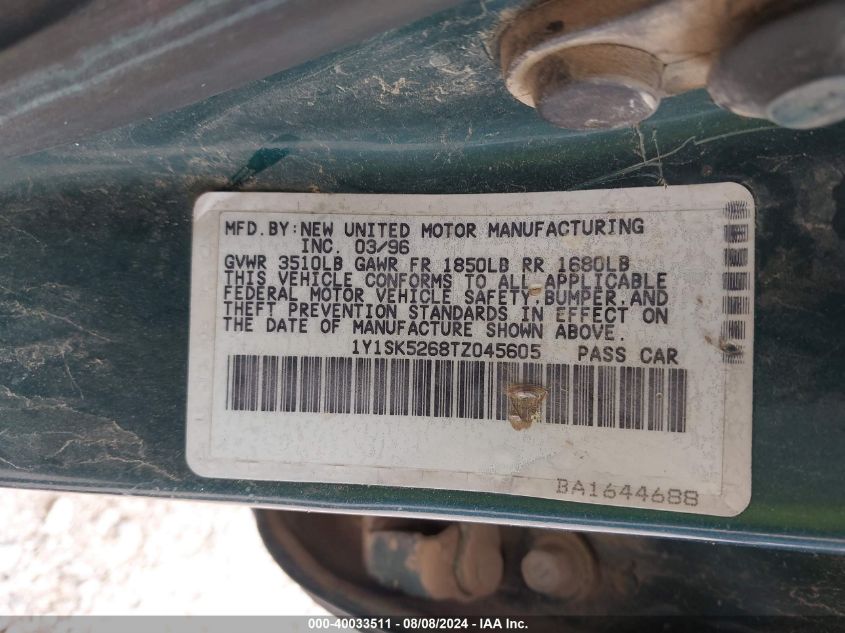 MFD. BY: NEW UNITED MOTOR MANUFACTURING
INC. 03/96
GVWR 3510LB GAWR FR 1850LB RR 1680LB
THIS VEHICLE CONFORMS TO ALL APPLICABLE
FEDERAL MOTOR VEHICLE SAFETY, BUMPER, AND
THEFT PREVENTION STANDARDS IN EFFECT ON
THE DATE OF MANUFACTURE SHOWN ABOVE.
1Y1SK5268TZ045605 PASS CAR
BA1644688
000-40033511 - 08/08/2024 - IAA Inc.